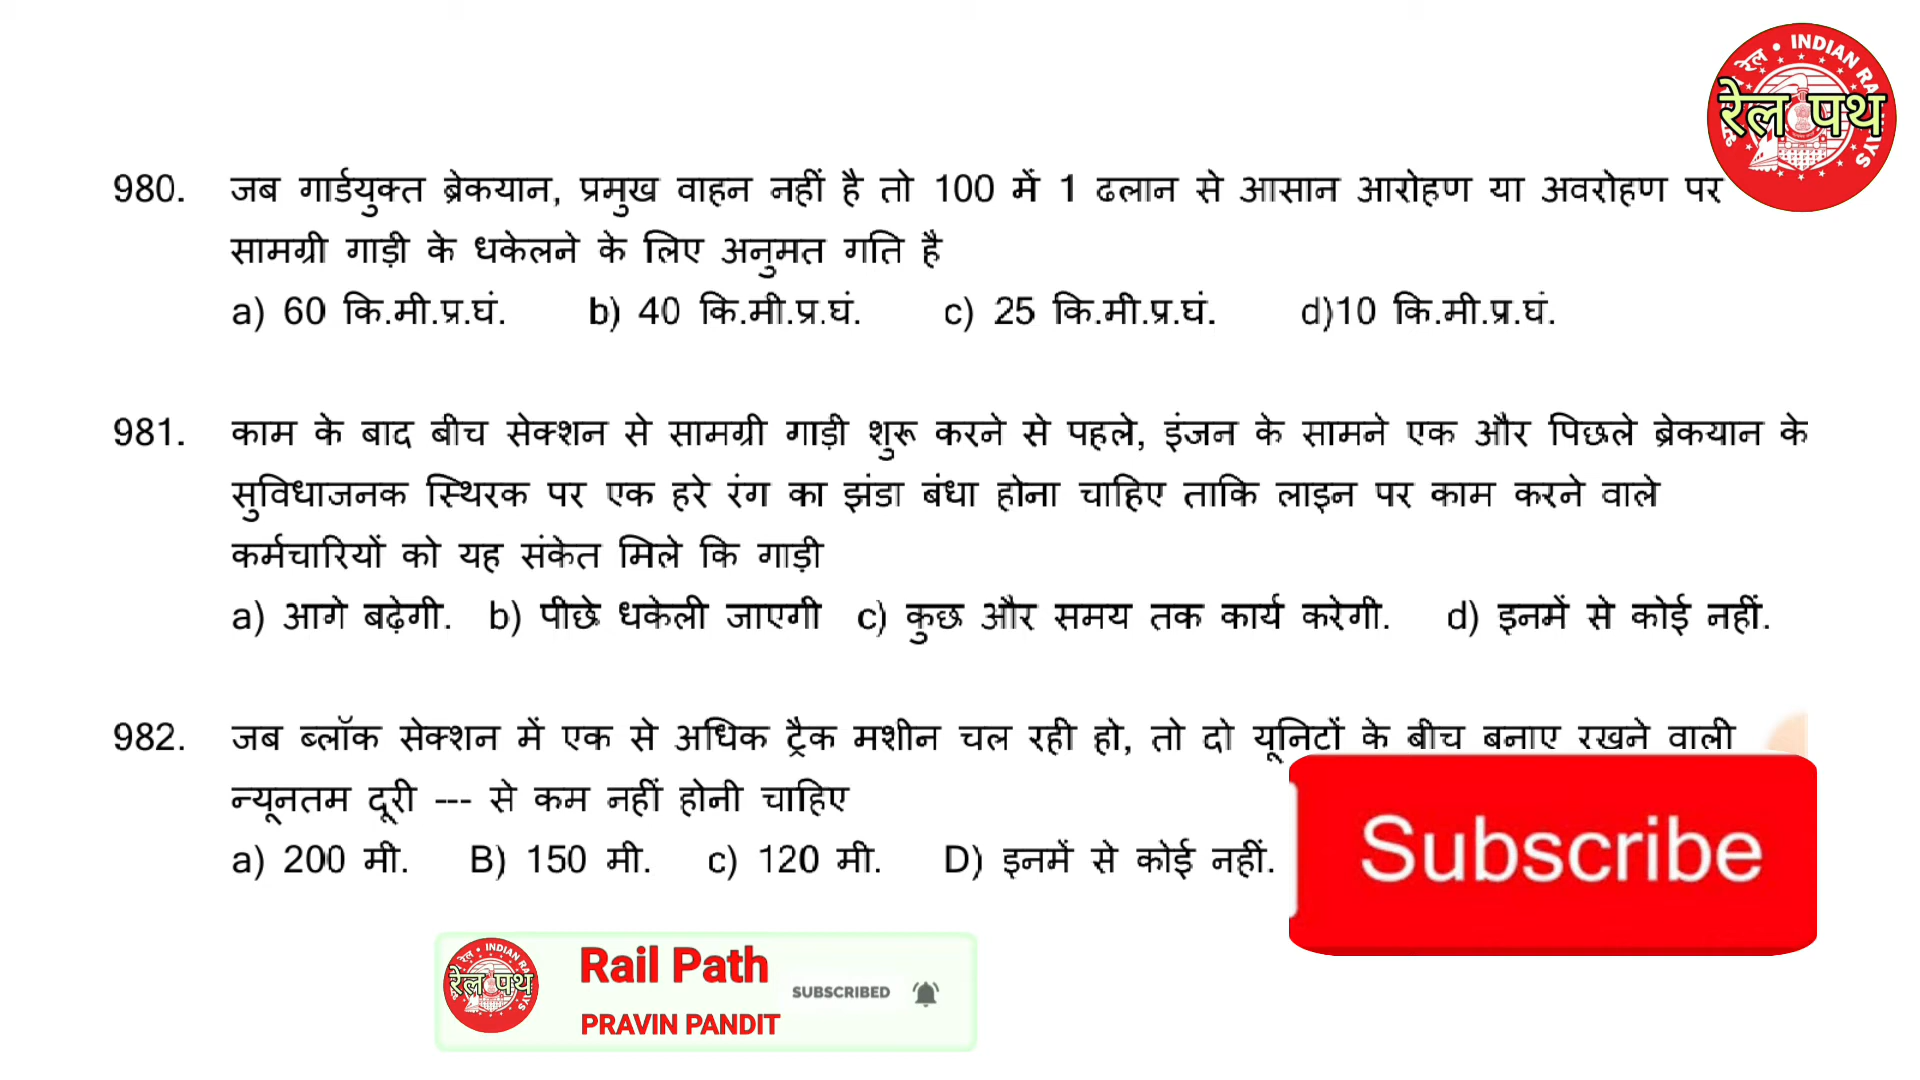 • INDIAN RA
रेल पथ
980. जब गार्डयुक्त ब्रेकयान, प्रमुख वाहन नहीं है तो 100 में 1 ढलान से आसान आरोहण या अवरोहण पर
सामग्री गाड़ी के धकेलने के लिए अनुमत गति है
a) 60 कि.मी.प्र.घं. b) 40 कि.मी.प्र.घं. c) 25 कि.मी.प्र.घं. d)10 कि.मी.प्र.घं.
981. काम के बाद बीच सेक्शन से सामग्री गाड़ी शुरू करने से पहले, इंजन के सामने एक और पिछले ब्रेकयान के
सुविधाजनक स्थिरक पर एक हरे रंग का झंडा बंधा होना चाहिए ताकि लाइन पर काम करने वाले
कर्मचारियों को यह संकेत मिले कि गाड़ी
a) आगे बढ़ेगी. b) पीछे धकेली जाएगी c) कुछ और समय तक कार्य करेगी. d) इनमें से कोई नहीं.
982. जब ब्लॉक सेक्शन में एक से अधिक ट्रैक मशीन चल रही हो, तो दो यूनिटों के बीच बनाए रखने वाली
न्यूनतम दूरी --- से कम नहीं होनी चाहिए
a) 200 मी. B) 150 मी. c) 120 मी. D) इनमें से कोई नहीं.
Subscribe
रेल पथ
Rail Path
SUBSCRIBED
PRAVIN PANDIT